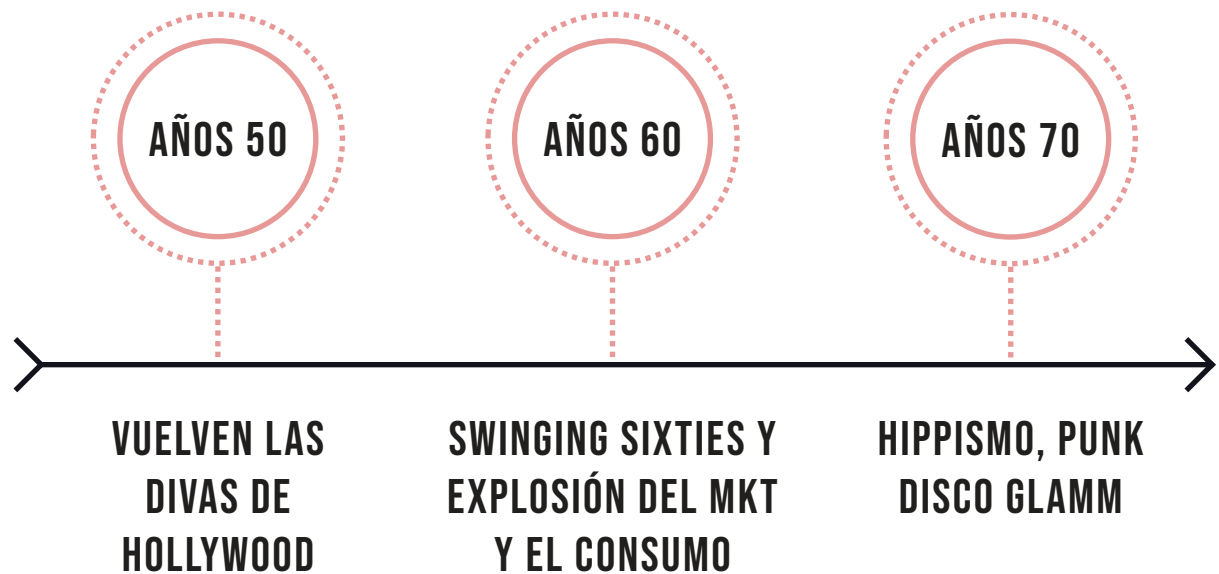 AÑOS 50
AÑOS 60
AÑOS 70
VUELVEN LAS
DIVAS DE
HOLLYWOOD
SWINGING SIXTIES Y
EXPLOSIÓN DEL MKT
Y EL CONSUMO
HIPPISMO, PUNK
DISCO GLAMM